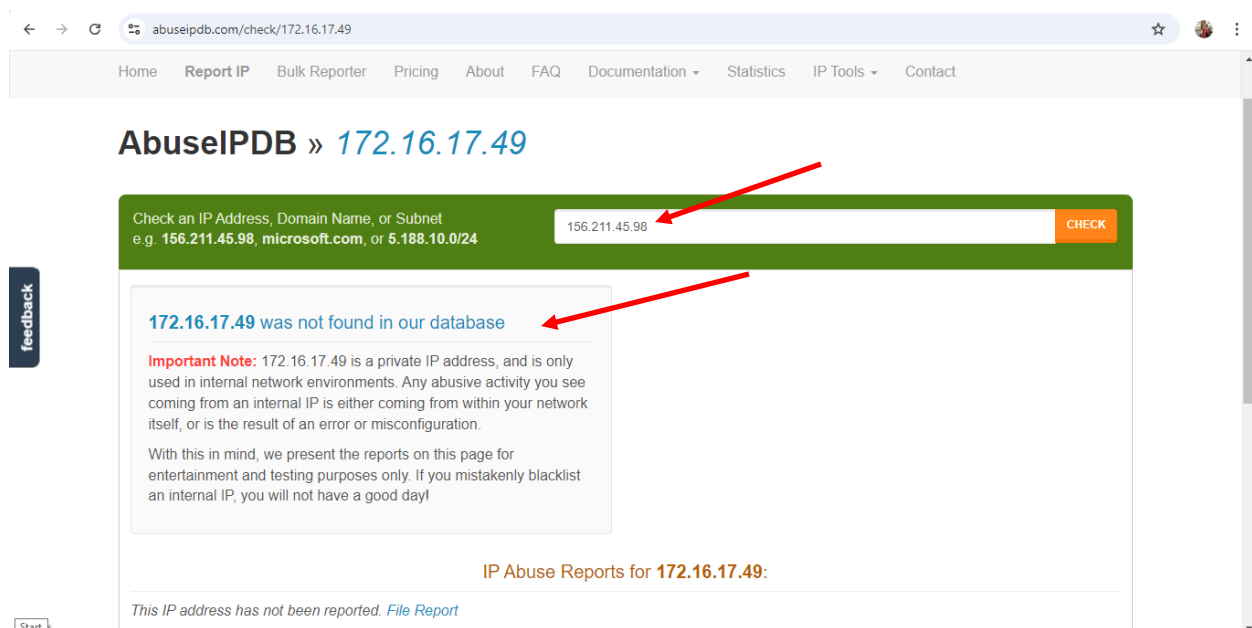 abuseipdb.com/check/172.16.17.49
Home Report IP Bulk Reporter Pricing About FAQ Documentation Statistics IP Tools Contact
AbuseIPDB » 172.16.17.49
Check an IP Address, Domain Name, or Subnet
e.g. 156.211.45.98, microsoft.com, or 5.188.10.0/24
156.211.45.98
CHECK
feedback
172.16.17.49 was not found in our database
Important Note: 172.16.17.49 is a private IP address, and is only
used in internal network environments. Any abusive activity you see
coming from an internal IP is either coming from within your network
itself, or is the result of an error or misconfiguration.
With this in mind, we present the reports on this page for
entertainment and testing purposes only. If you mistakenly blacklist
an internal IP, you will not have a good day!
IP Abuse Reports for 172.16.17.49:
This IP address has not been reported. File Report
Start